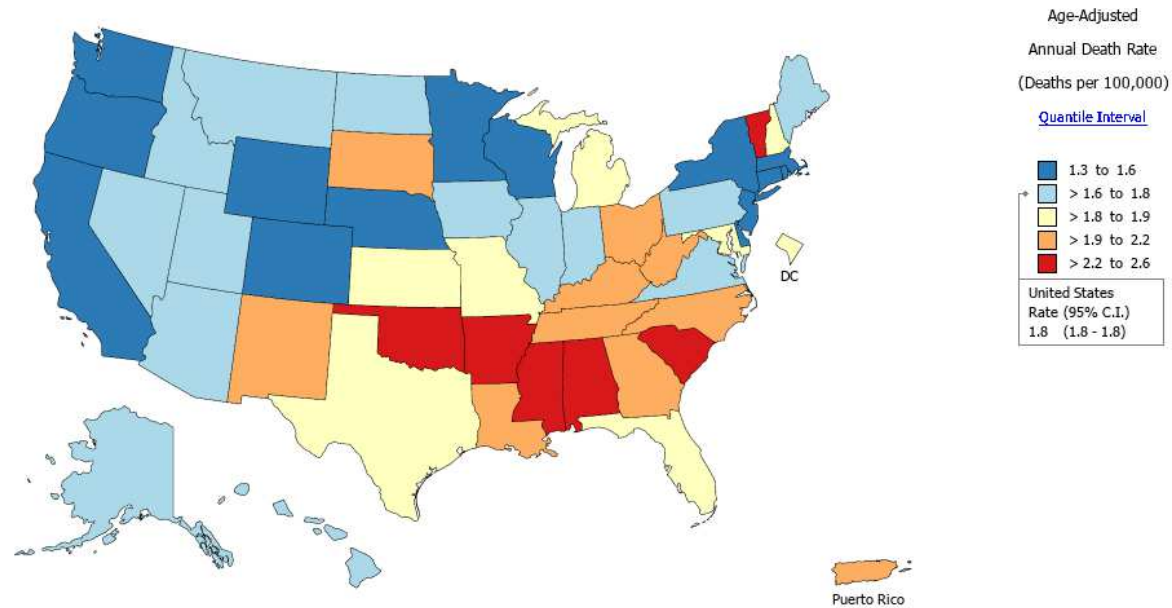 Age-Adjusted
Annual Death Rate
(Deaths per 100,000)
Quantile Interval
1.3 to 1.6
> 1.6 to 1.8
> 1.8 to 1.9
> 1.9 to 2.2
> 2.2 to 2.6
United States
Rate (95% C.I.)
1.8 (1.8 - 1.8)
DC
Puerto Rico